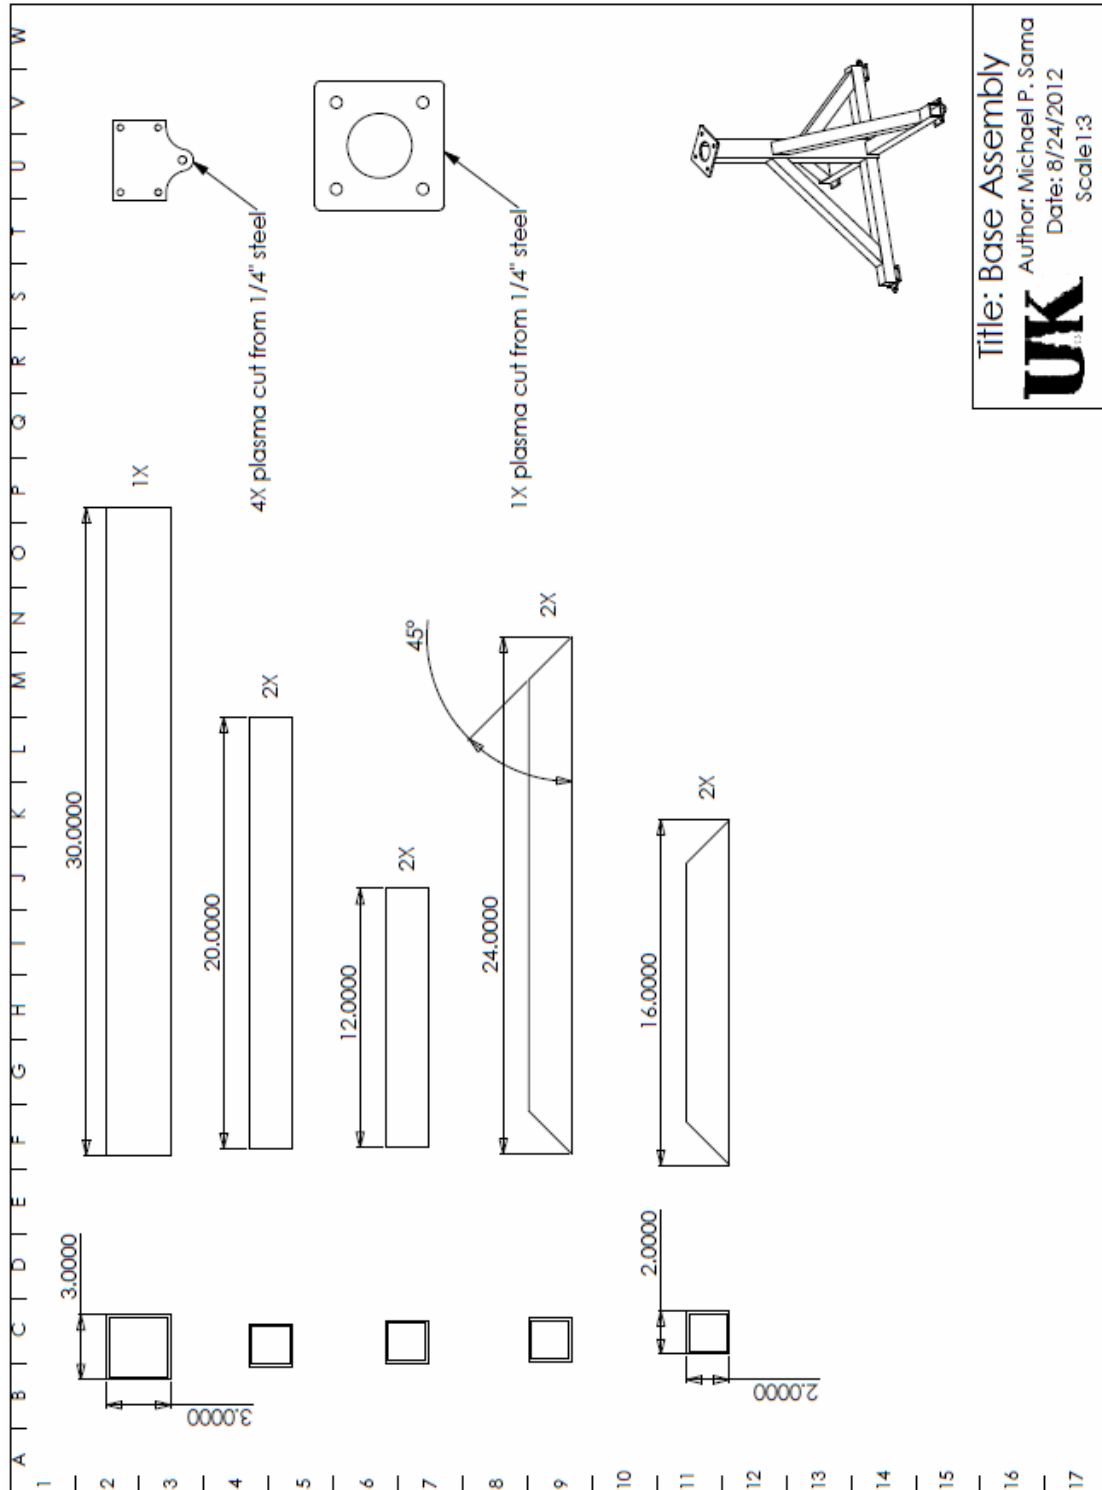 A
B
C
D
E
F
G
H
I
J
K
L
M
N
O
P
Q
R
S
T
U
V
W
1
2
3
4
5
6
7
8
9
10
11
12
13
14
15
16
17
3.0000
3.0000
30.0000
1X
20.0000
2X
12.0000
2X
24.0000
45°
2X
2.0000
2.0000
16.0000
2X
4X plasma cut from 1/4" steel
1X plasma cut from 1/4" steel
Title: Base Assembly
UK
Author: Michael P. Sama
Date: 8/24/2012
Scale1:3